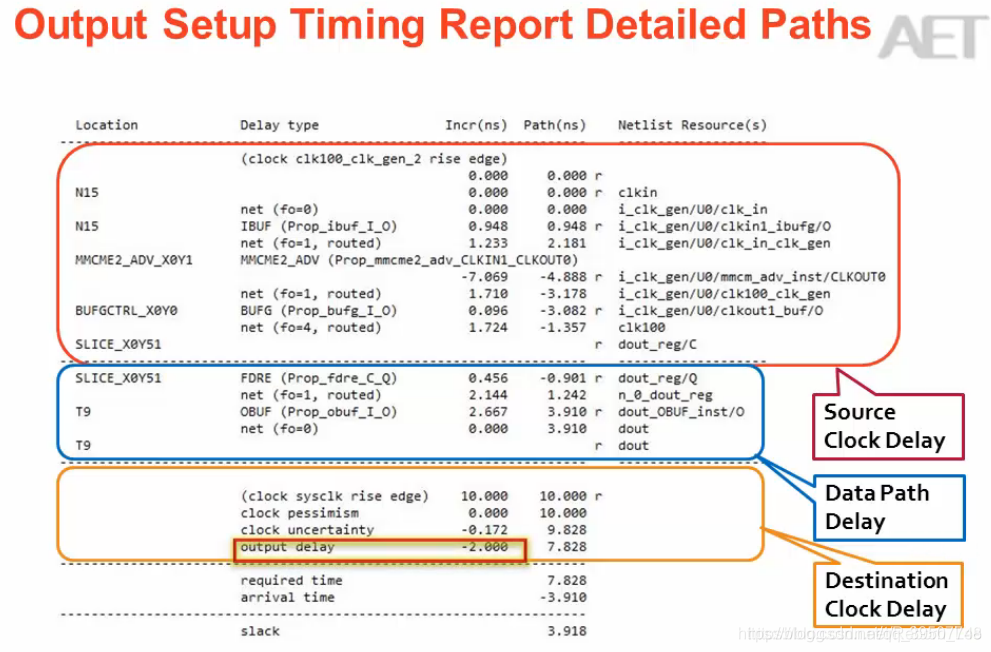 Output Setup Timing Report Detailed Paths
AET
Location Delay type Incr(ns) Path(ns) Netlist Resource(s)
(clock clk100_clk_gen_2 rise edge)
0.000 0.000 r
N15 0.000 0.000 r clkin
net (fo=0) 0.000 0.000 i_clk_gen/U0/clk_in
N15 IBUF (Prop_ibuf_I_O) 0.948 0.948 r i_clk_gen/U0/clkin1_ibufg/O
net (fo=1, routed) 1.233 2.181 i_clk_gen/U0/clk_in_clk_gen
MMCME2_ADV_X0Y1 MMCME2_ADV (Prop_mmcme2_adv_CLKIN1_CLKOUT0)
-7.069 -4.888 r i_clk_gen/U0/mmcm_adv_inst/CLKOUT0
net (fo=1, routed) 1.710 -3.178 i_clk_gen/U0/clk100_clk_gen
BUFGCTRL_X0Y0 BUFG (Prop_bufg_I_O) 0.096 -3.082 r i_clk_gen/U0/clkout1_buf/O
net (fo=4, routed) 1.724 -1.357 clk100
SLICE_X0Y51 r dout_reg/C
SLICE_X0Y51 FDRE (Prop_fdre_C_Q) 0.456 -0.901 r dout_reg/Q
net (fo=1, routed) 2.144 1.242 n_0_dout_reg
T9 OBUF (Prop_obuf_I_O) 2.667 3.910 r dout_OBUF_inst/O
net (fo=0) 0.000 3.910 dout
T9 r dout
Source
Clock Delay
Data Path
Delay
(clock sysclk rise edge) 10.000 10.000 r
clock pessimism 0.000 10.000
clock uncertainty -0.172 9.828
output delay -2.000 7.828
Destination
Clock Delay
required time 7.828
arrival time -3.910
slack 3.918